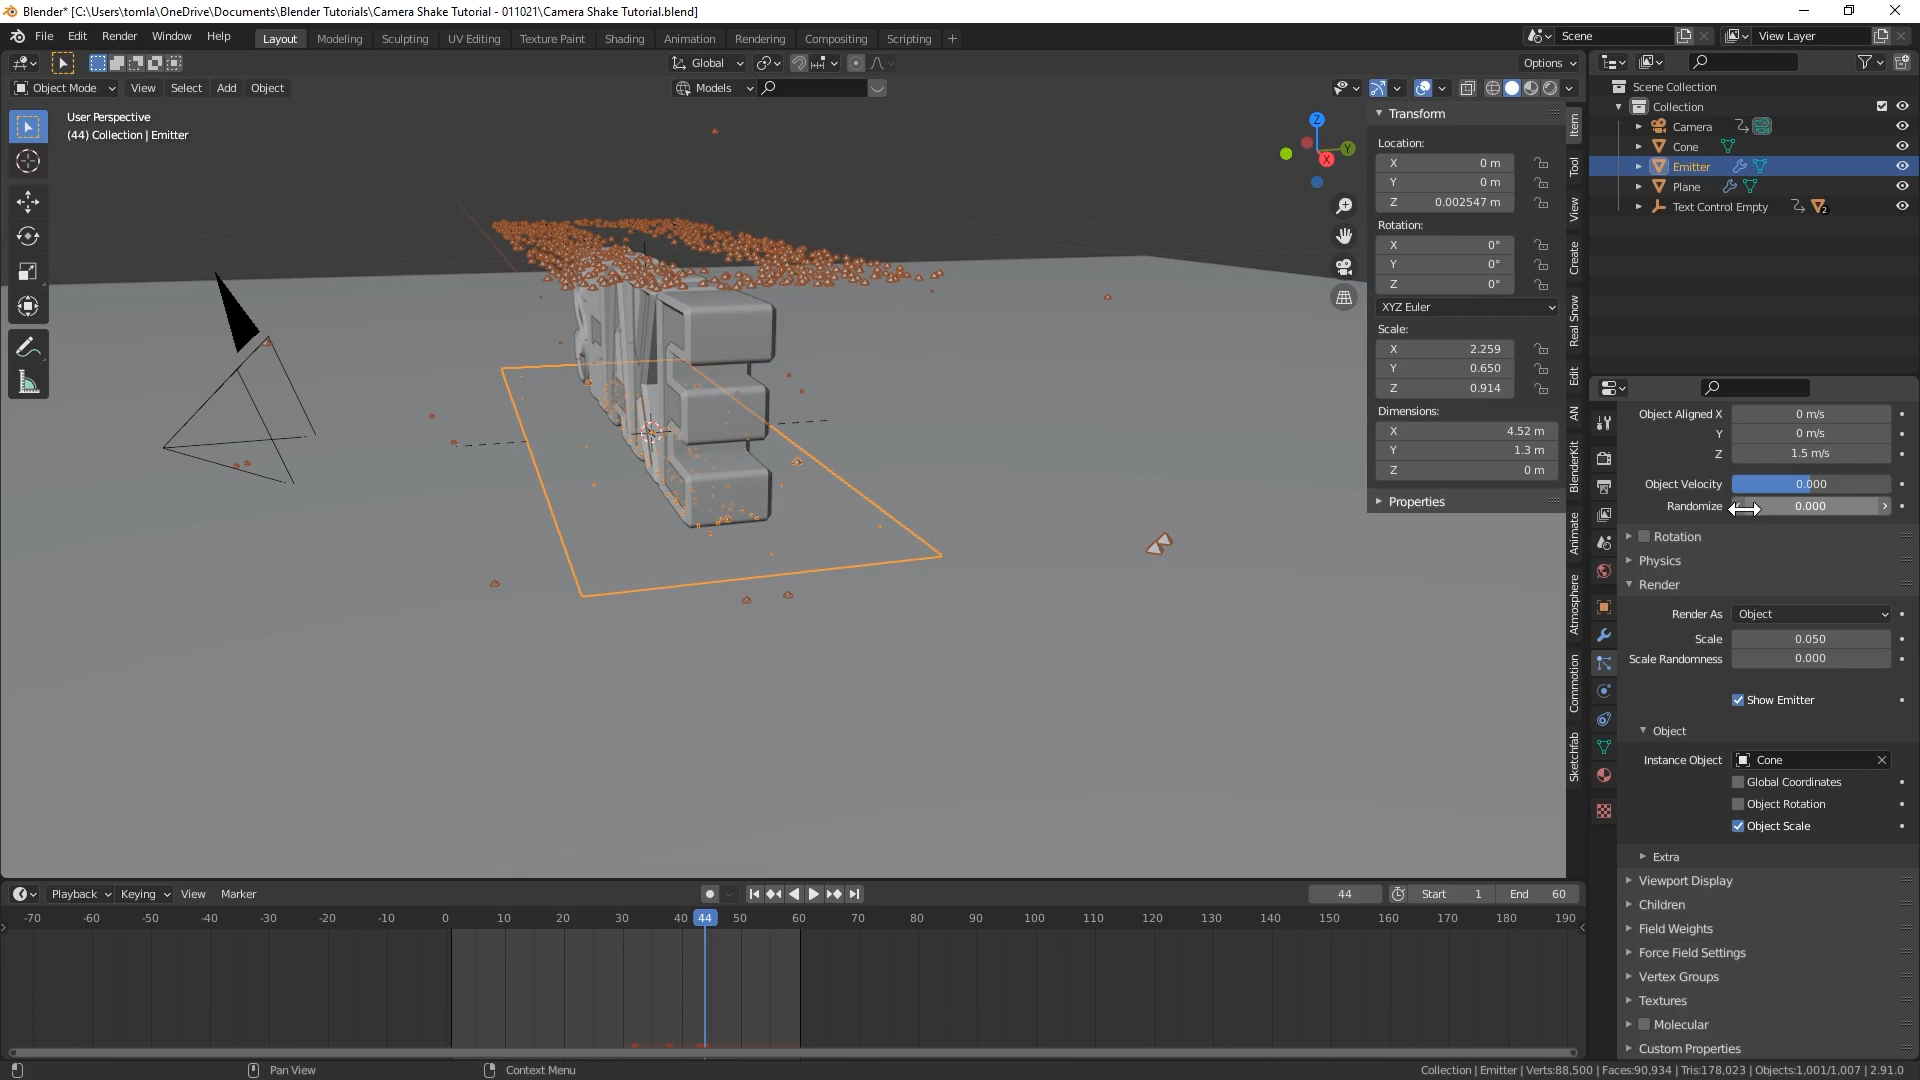 Blender* [C:\Users\tomla\OneDrive\Documents\Blender Tutorials\Camera Shake Tutorial - 011021\Camera Shake Tutorial.blend]
File Edit Render Window Help Layout Modeling Sculpting UV Editing Texture Paint Shading Animation Rendering Compositing Scripting + Scene View Layer
Global Options
Object Mode View Select Add Object Models
User Perspective
(44) Collection | Emitter
Z
Y
X
Transform
Location:
X 0 m
Y 0 m
Z 0.002547 m
Rotation:
X 0°
Y 0°
Z 0°
XYZ Euler
Scale:
X 2.259
Y 0.650
Z 0.914
Dimensions:
X 4.52 m
Y 1.3 m
Z 0 m
Properties
Item
Tool
View
Create
Real Snow
Edit
AN
BlenderKit
Animate
Atmosphere
Commotion
Sketchfab
Scene Collection
Collection
Camera
Cone
Emitter
Plane
Text Control Empty 2
Object Aligned X 0 m/s
Y 0 m/s
Z 1.5 m/s
Object Velocity 0.000
Randomize 0.000
Rotation
Physics
Render
Render As Object
Scale 0.050
Scale Randomness 0.000
Show Emitter
Object
Instance Object Cone
Global Coordinates
Object Rotation
Object Scale
Extra
Viewport Display
Children
Field Weights
Force Field Settings
Vertex Groups
Textures
Molecular
Custom Properties
Playback Keying View Marker 44 Start 1 End 60
-70 -60 -50 -40 -30 -20 -10 0 10 20 30 40 44 50 60 70 80 90 100 110 120 130 140 150 160 170 180 190
Pan View Context Menu Collection | Emitter | Verts:88,500 | Faces:90,934 | Tris:178,023 | Objects:1,001/1,007 | 2.91.0